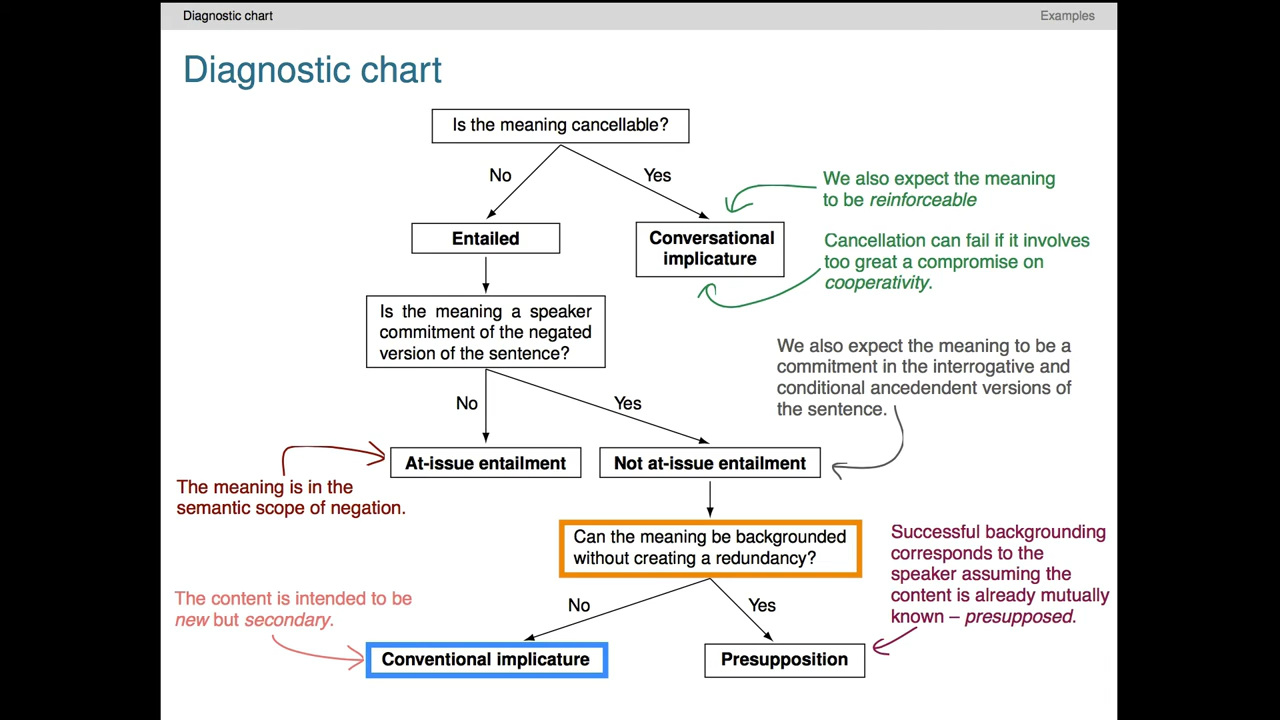 Diagnostic chart
Examples
Diagnostic chart
Is the meaning cancellable?
No
Yes
We also expect the meaning
to be reinforceable
Entailed
Conversational
implicature
Cancellation can fail if it involves
too great a compromise on
cooperativity.
Is the meaning a speaker
commitment of the negated
version of the sentence?
We also expect the meaning to be a
commitment in the interrogative and
conditional ancedendent versions of
the sentence.
No
Yes
At-issue entailment
Not at-issue entailment
The meaning is in the
semantic scope of negation.
Can the meaning be backgrounded
without creating a redundancy?
Successful backgrounding
corresponds to the
speaker assuming the
content is already mutually
known – presupposed.
No
Yes
The content is intended to be
new but secondary.
Conventional implicature
Presupposition